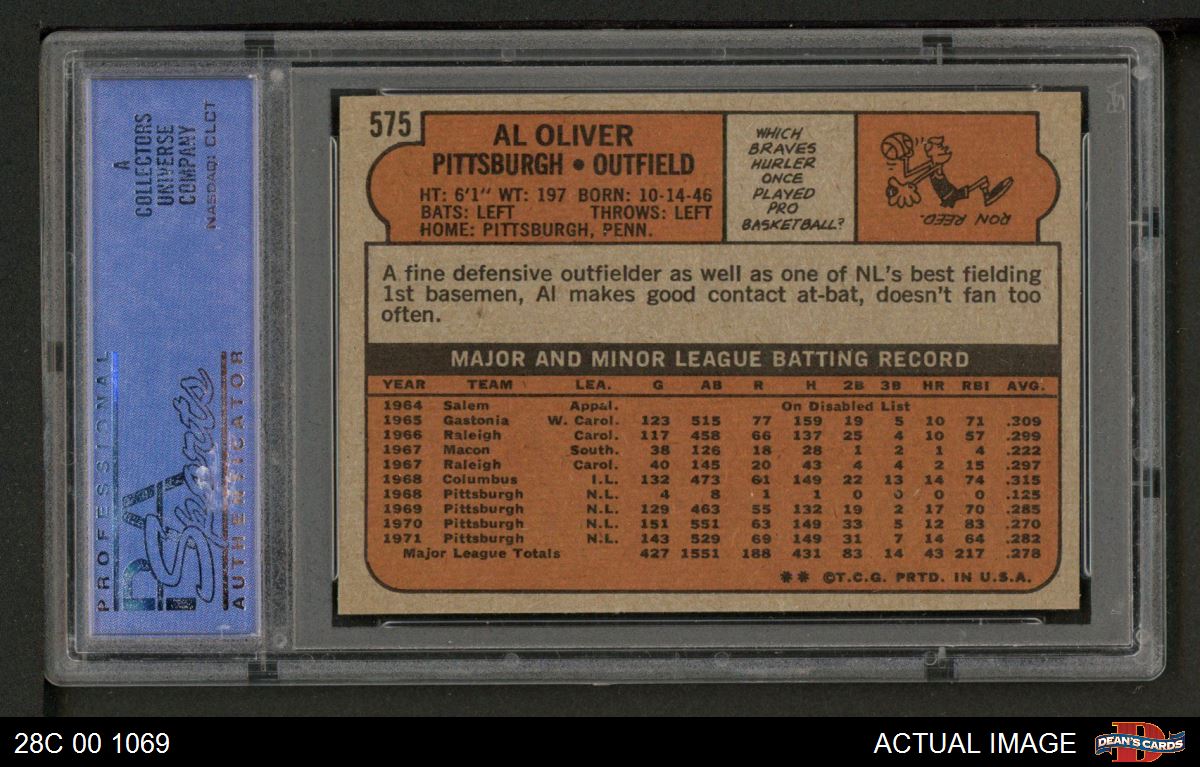 A
COLLECTORS
UNIVERSE
COMPANY
NASDAQ: CLCT
PROFESSIONAL
PSA
Sports
AUTHENTICATOR
575
AL OLIVER
PITTSBURGH • OUTFIELD
HT: 6'1" WT: 197 BORN: 10-14-46
BATS: LEFT THROWS: LEFT
HOME: PITTSBURGH, PENN.
WHICH
BRAVES
HURLER
ONCE
PLAYED
PRO
BASKETBALL?
RON REED.
A fine defensive outfielder as well as one of NL's best fielding
1st basemen, Al makes good contact at-bat, doesn't fan too
often.
MAJOR AND MINOR LEAGUE BATTING RECORD
YEAR TEAM LEA. G AB R H 2B 3B HR RBI AVG.
1964 Salem Appal. On Disabled List
1965 Gastonia W. Carol. 123 515 77 159 19 5 10 71 .309
1966 Raleigh Carol. 117 458 66 137 25 4 10 57 .299
1967 Macon South. 38 126 18 28 1 2 1 4 .222
1967 Raleigh Carol. 40 145 20 43 4 4 2 15 .297
1968 Columbus I.L. 132 473 61 149 22 13 14 74 .315
1968 Pittsburgh N.L. 4 8 1 1 0 0 0 0 .125
1969 Pittsburgh N.L. 129 463 55 132 19 2 17 70 .285
1970 Pittsburgh N.L. 151 551 63 149 33 5 12 83 .270
1971 Pittsburgh N.L. 143 529 69 149 31 7 14 64 .282
Major League Totals 427 1551 188 431 83 14 43 217 .278
** ©T.C.G. PRTD. IN U.S.A.
28C 00 1069
ACTUAL IMAGE
D
DEAN'S CARDS